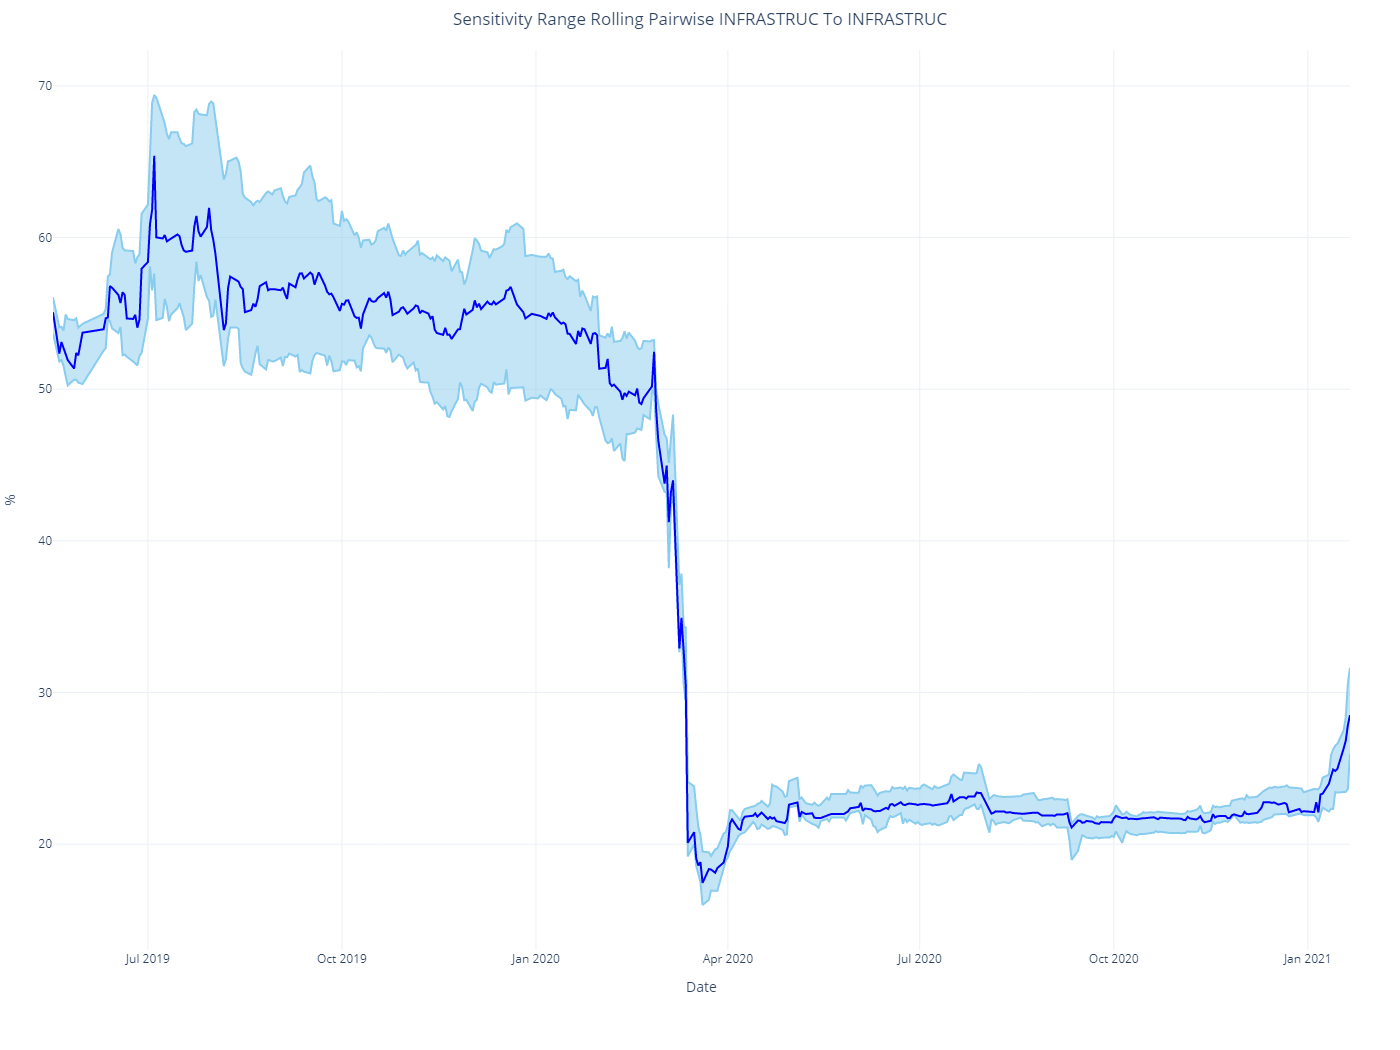 Sensitivity Range Rolling Pairwise INFRASTRUC To INFRASTRUC
70
60
50
40
30
20
%
Jul 2019
Oct 2019
Jan 2020
Apr 2020
Jul 2020
Oct 2020
Jan 2021
Date